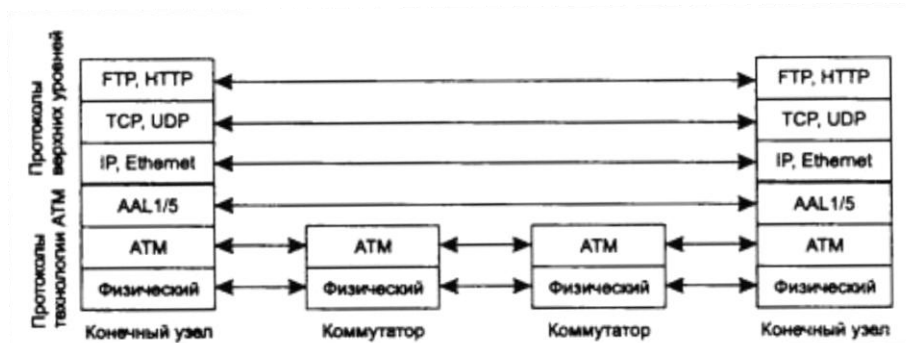 Протоколы
верхних уровней
Протоколы
технологии АТМ
FTP, HTTP
FTP, HTTP
TCP, UDP
TCP, UDP
IP, Ethernet
IP, Ethernet
AAL1/5
AAL1/5
ATM
ATM
ATM
ATM
Физический
Физический
Физический
Физический
Конечный узел
Коммутатор
Коммутатор
Конечный узел